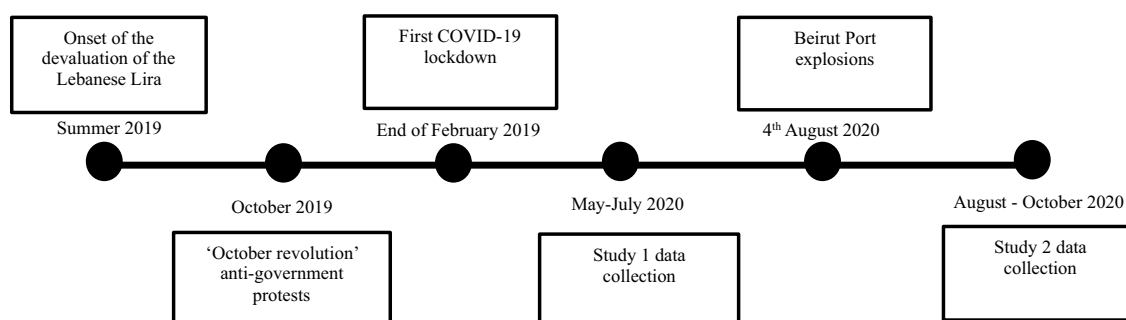 Onset of the
devaluation of the
Lebanese Lira
Summer 2019
October 2019
‘October revolution’
anti-government
protests
First COVID-19
lockdown
End of February 2019
May-July 2020
Study 1 data
collection
Beirut Port
explosions
4th August 2020
August - October 2020
Study 2 data
collection